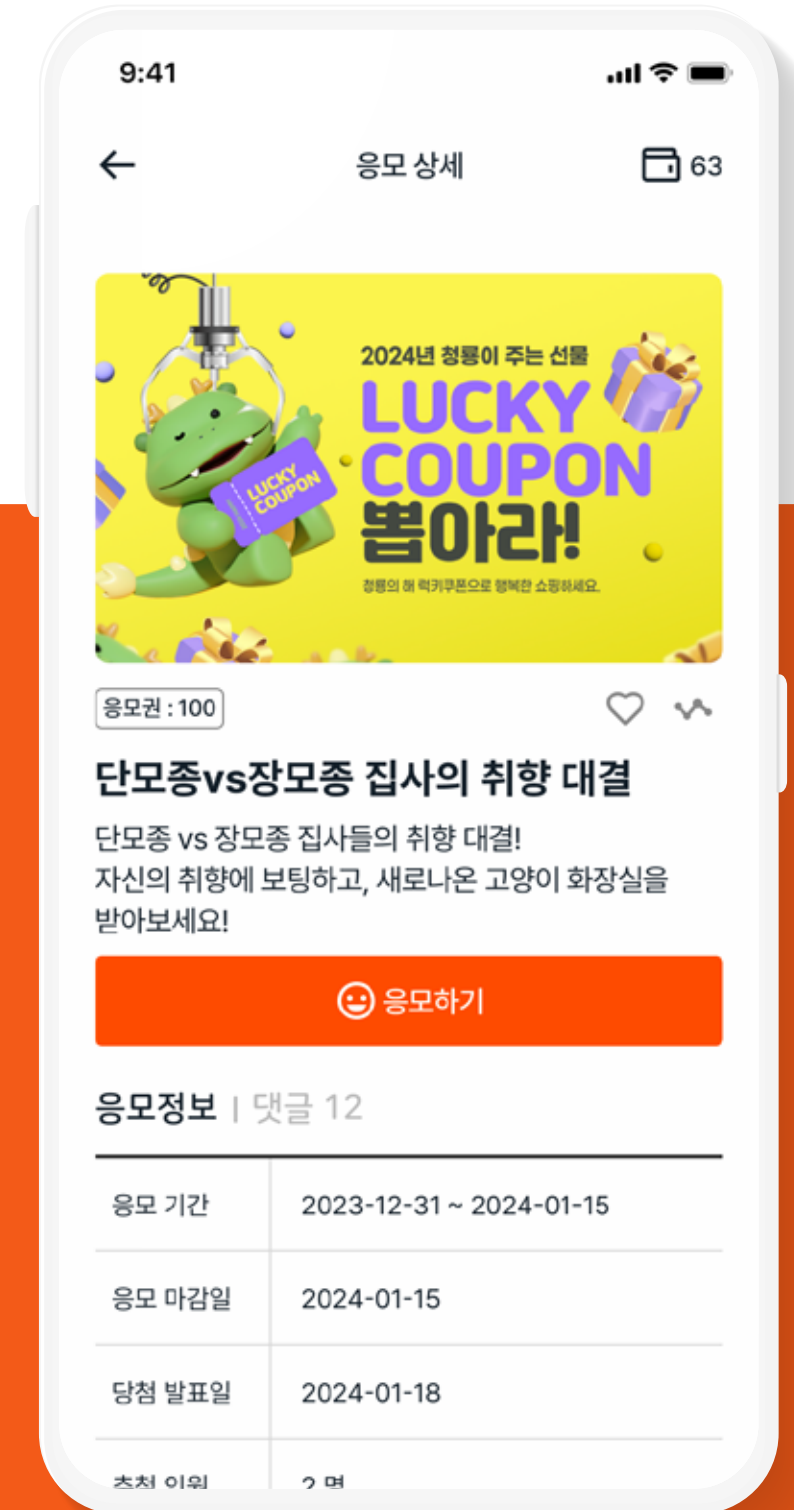 9:41
응모 상세
63
2024년 청룡이 주는 선물
LUCKY
COUPON
뽑아라!
청룡의 해 럭키쿠폰으로 행복한 쇼핑하세요.
LUCKY
COUPON
응모권 : 100
단모종vs장모종 집사의 취향 대결
단모종 vs 장모종 집사들의 취향 대결!
자신의 취향에 보팅하고, 새로나온 고양이 화장실을
받아보세요!
응모하기
응모정보 | 댓글 12
응모 기간 2023-12-31 ~ 2024-01-15
응모 마감일 2024-01-15
당첨 발표일 2024-01-18
추첨 인원 2 명